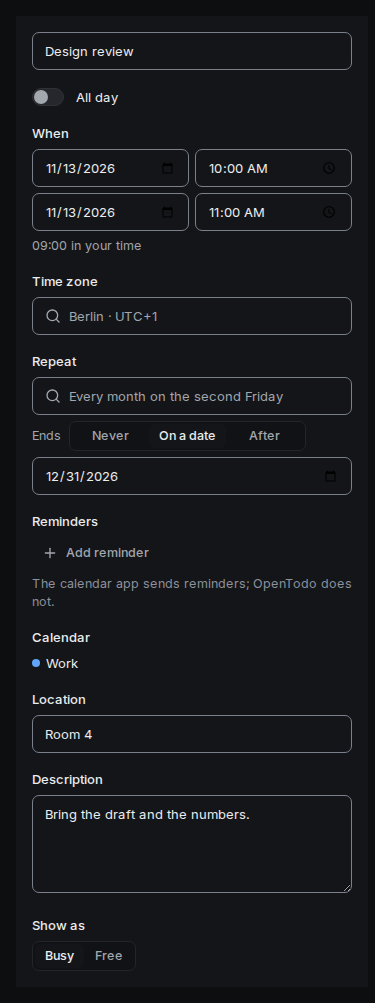 Design review
All day
When
11/13/2026 10:00 AM
11/13/2026 11:00 AM
09:00 in your time
Time zone
Berlin · UTC+1
Repeat
Every month on the second Friday
Ends Never On a date After
12/31/2026
Reminders
Add reminder
The calendar app sends reminders; OpenTodo does
not.
Calendar
Work
Location
Room 4
Description
Bring the draft and the numbers.
Show as
Busy Free